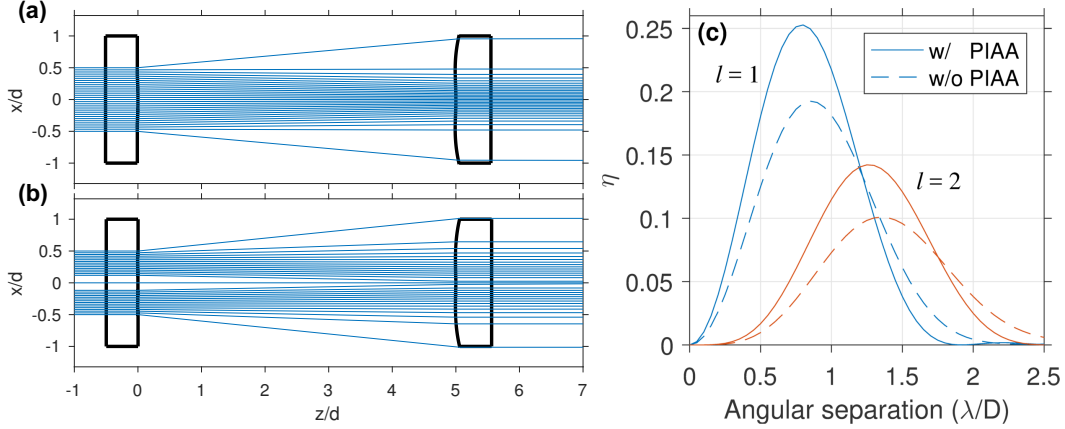 (a)
x/d
1
0.5
0
-0.5
-1
(b)
x/d
1
0.5
0
-0.5
-1
-1 0 1 2 3 4 5 6 7
z/d
(c)
w/ PIAA
w/o PIAA
l = 1
l = 2
η
0.25
0.2
0.15
0.1
0.05
0
0 0.5 1 1.5 2 2.5
Angular separation (λ/D)